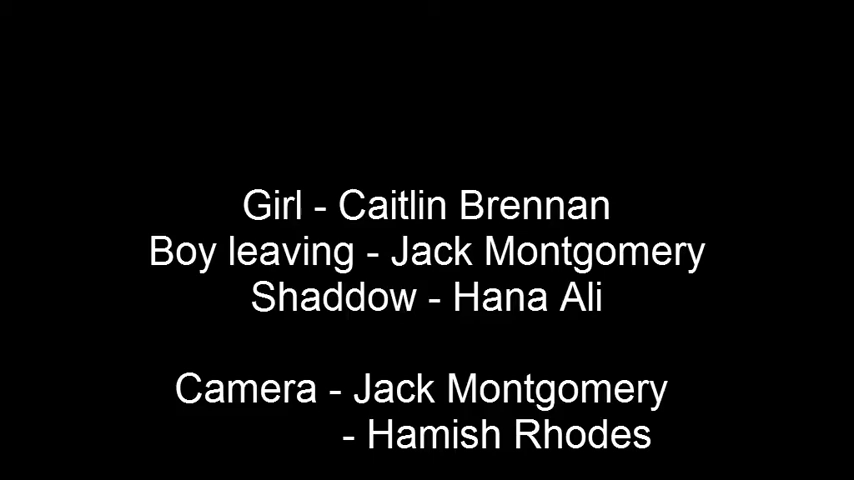 Girl - Caitlin Brennan
Boy leaving - Jack Montgomery
Shaddow - Hana Ali
Camera - Jack Montgomery
- Hamish Rhodes